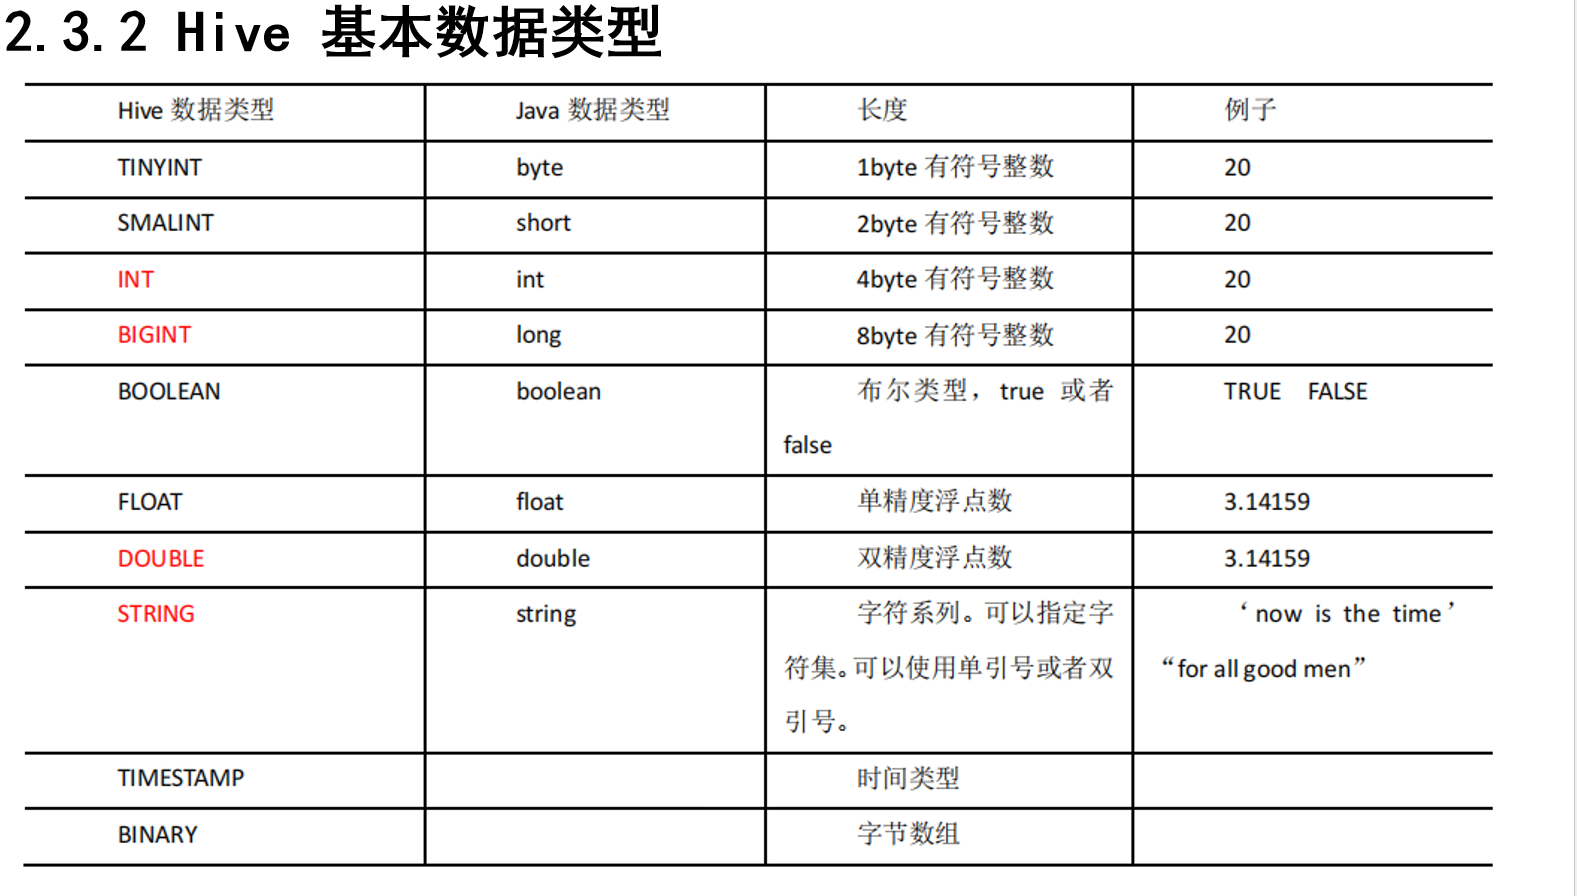 2.3.2 Hive 基本数据类型
Hive 数据类型 Java 数据类型 长度 例子
TINYINT byte 1byte 有符号整数 20
SMALINT short 2byte 有符号整数 20
INT int 4byte 有符号整数 20
BIGINT long 8byte 有符号整数 20
BOOLEAN boolean 布尔类型，true 或者 TRUE FALSE
false
FLOAT float 单精度浮点数 3.14159
DOUBLE double 双精度浮点数 3.14159
STRING string 字符系列。可以指定字 ‘now is the time’
符集。可以使用单引号或者双 “for all good men”
引号。
TIMESTAMP 时间类型
BINARY 字节数组